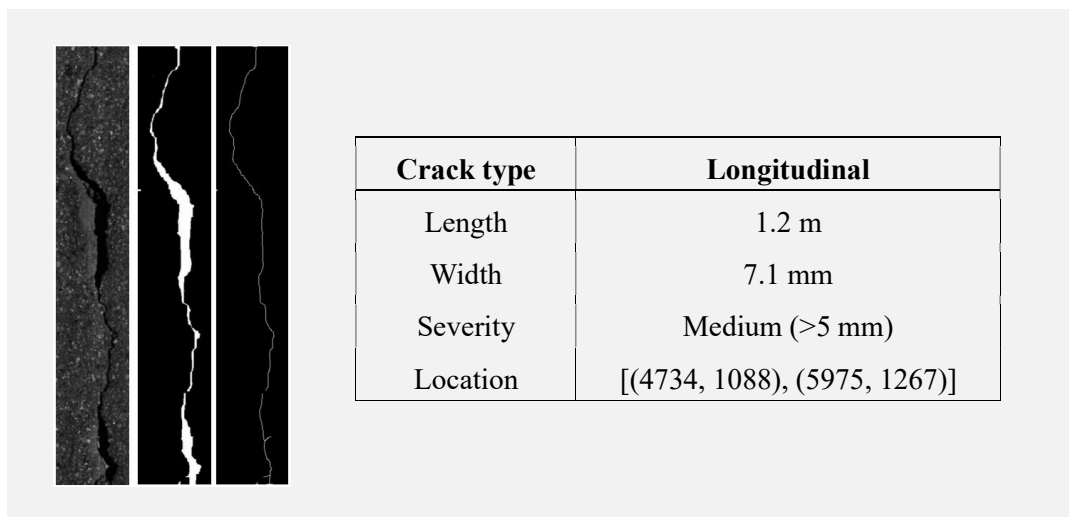 Crack type Longitudinal
Length 1.2 m
Width 7.1 mm
Severity Medium (>5 mm)
Location [(4734, 1088), (5975, 1267)]